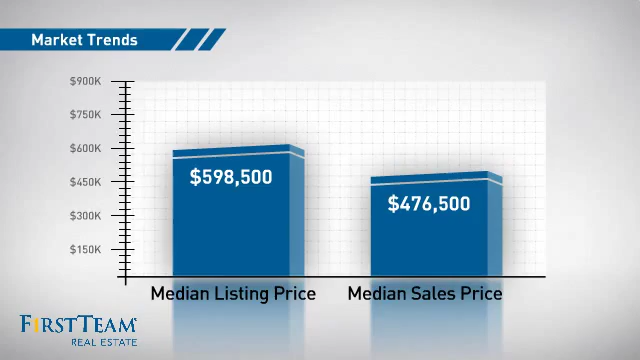 Market Trends
$900K
$750K
$600K
$450K
$300K
$150K
$598,500
$476,500
Median Listing Price
Median Sales Price
FIRSTTEAM®
REAL ESTATE